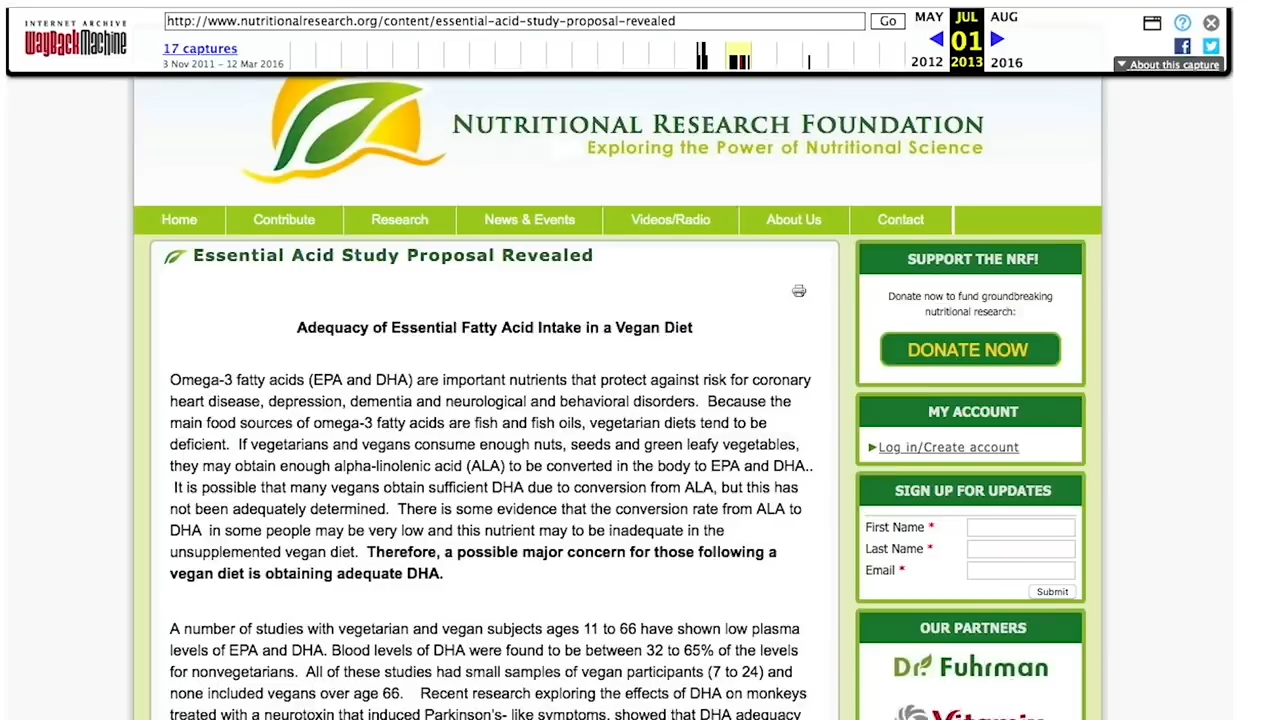 INTERNET ARCHIVE
WayBackMachine
http://www.nutritionalresearch.org/content/essential-acid-study-proposal-revealed
Go
MAY JUL AUG
17 captures
01
3 Nov 2011 – 12 Mar 2016
2012 2013 2016
About this capture
NUTRITIONAL RESEARCH FOUNDATION
Exploring the Power of Nutritional Science
Home Contribute Research News & Events Videos/Radio About Us Contact
Essential Acid Study Proposal Revealed
Adequacy of Essential Fatty Acid Intake in a Vegan Diet
Omega-3 fatty acids (EPA and DHA) are important nutrients that protect against risk for coronary
heart disease, depression, dementia and neurological and behavioral disorders. Because the
main food sources of omega-3 fatty acids are fish and fish oils, vegetarian diets tend to be
deficient. If vegetarians and vegans consume enough nuts, seeds and green leafy vegetables,
they may obtain enough alpha-linolenic acid (ALA) to be converted in the body to EPA and DHA..
It is possible that many vegans obtain sufficient DHA due to conversion from ALA, but this has
not been adequately determined. There is some evidence that the conversion rate from ALA to
DHA in some people may be very low and this nutrient may to be inadequate in the
unsupplemented vegan diet. Therefore, a possible major concern for those following a
vegan diet is obtaining adequate DHA.
A number of studies with vegetarian and vegan subjects ages 11 to 66 have shown low plasma
levels of EPA and DHA. Blood levels of DHA were found to be between 32 to 65% of the levels
for nonvegetarians. All of these studies had small samples of vegan participants (7 to 24) and
none included vegans over age 66. Recent research exploring the effects of DHA on monkeys
treated with a neurotoxin that induced Parkinson's- like symptoms, showed that DHA adequacy
SUPPORT THE NRF!
Donate now to fund groundbreaking
nutritional research:
DONATE NOW
MY ACCOUNT
Log in/Create account
SIGN UP FOR UPDATES
First Name *
Last Name *
Email *
Submit
OUR PARTNERS
Dr. Fuhrman
Vitamix